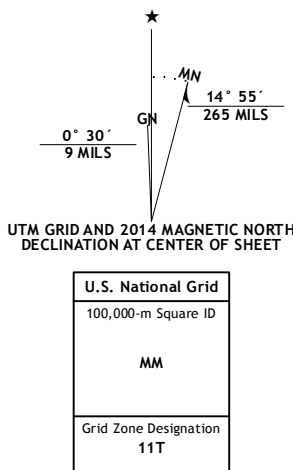 ★
MN
GN
0° 30´
9 MILS
14° 55´
265 MILS
UTM GRID AND 2014 MAGNETIC NORTH
DECLINATION AT CENTER OF SHEET
U.S. National Grid
100,000-m Square ID
MM
Grid Zone Designation
11T